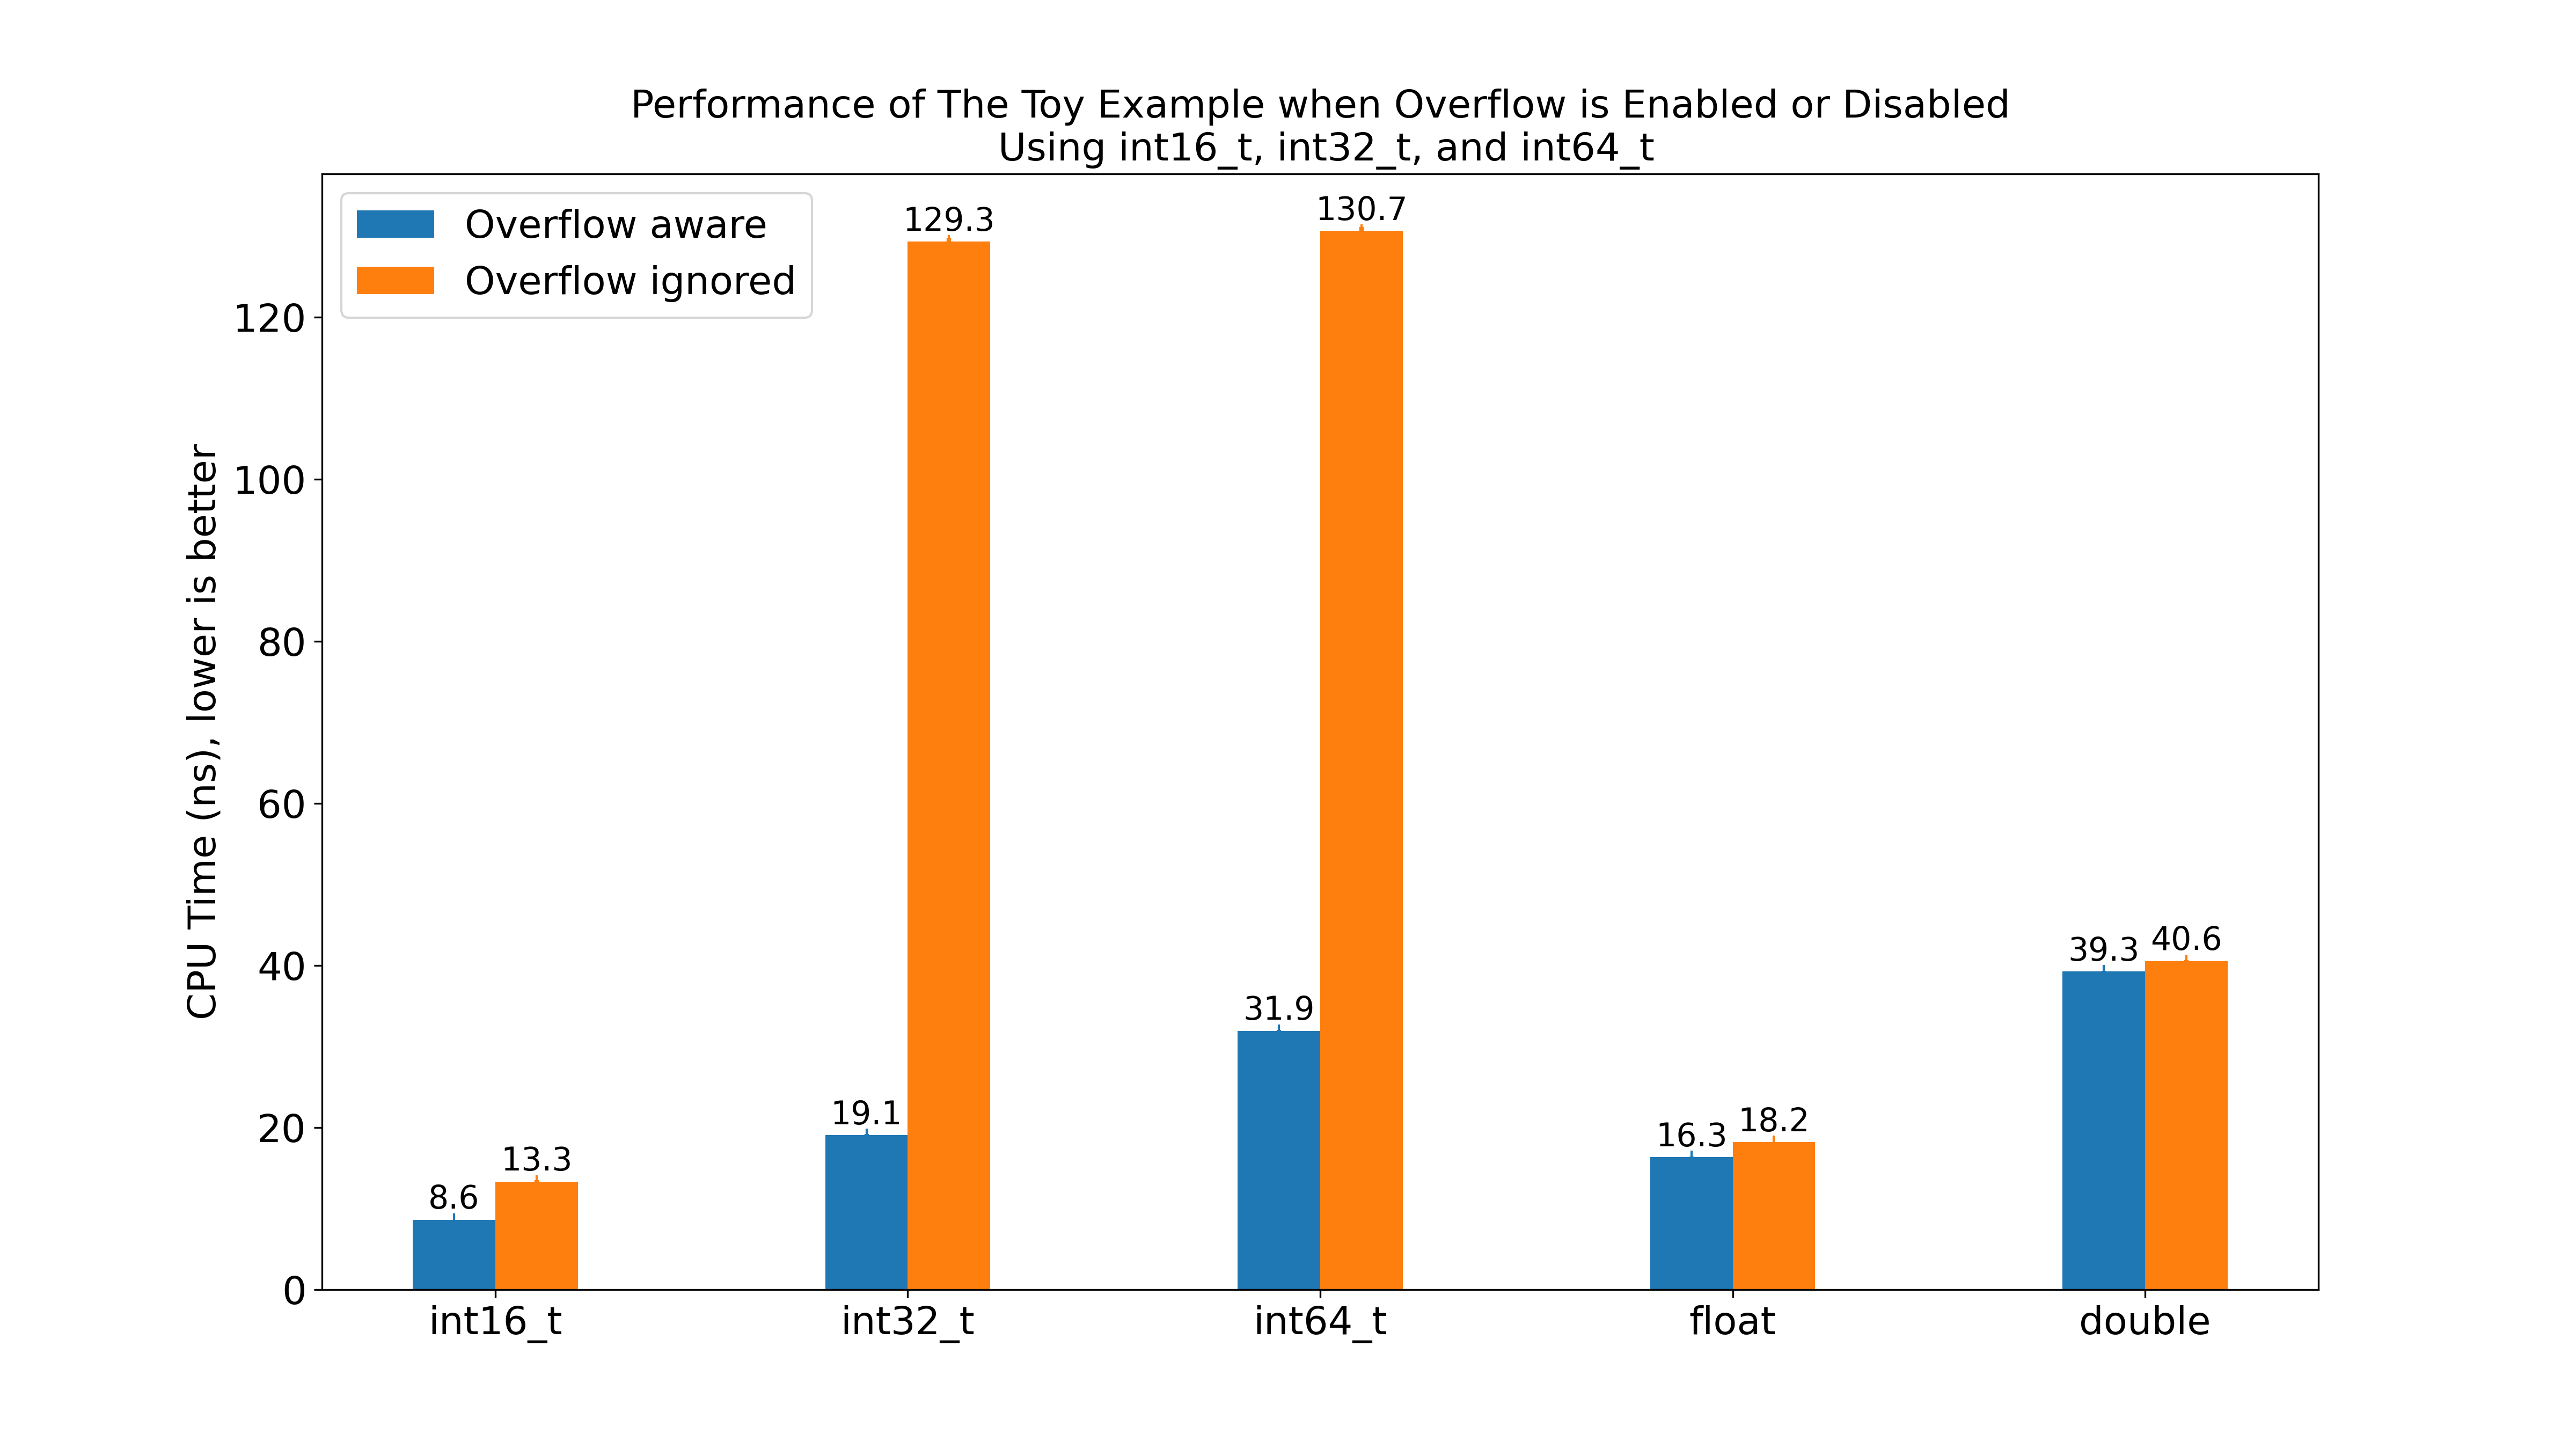 Performance of The Toy Example when Overflow is Enabled or Disabled
Using int16_t, int32_t, and int64_t
Overflow aware
Overflow ignored
CPU Time (ns), lower is better
120
100
80
60
40
20
0
8.6
13.3
19.1
129.3
31.9
130.7
16.3
18.2
39.3
40.6
int16_t
int32_t
int64_t
float
double